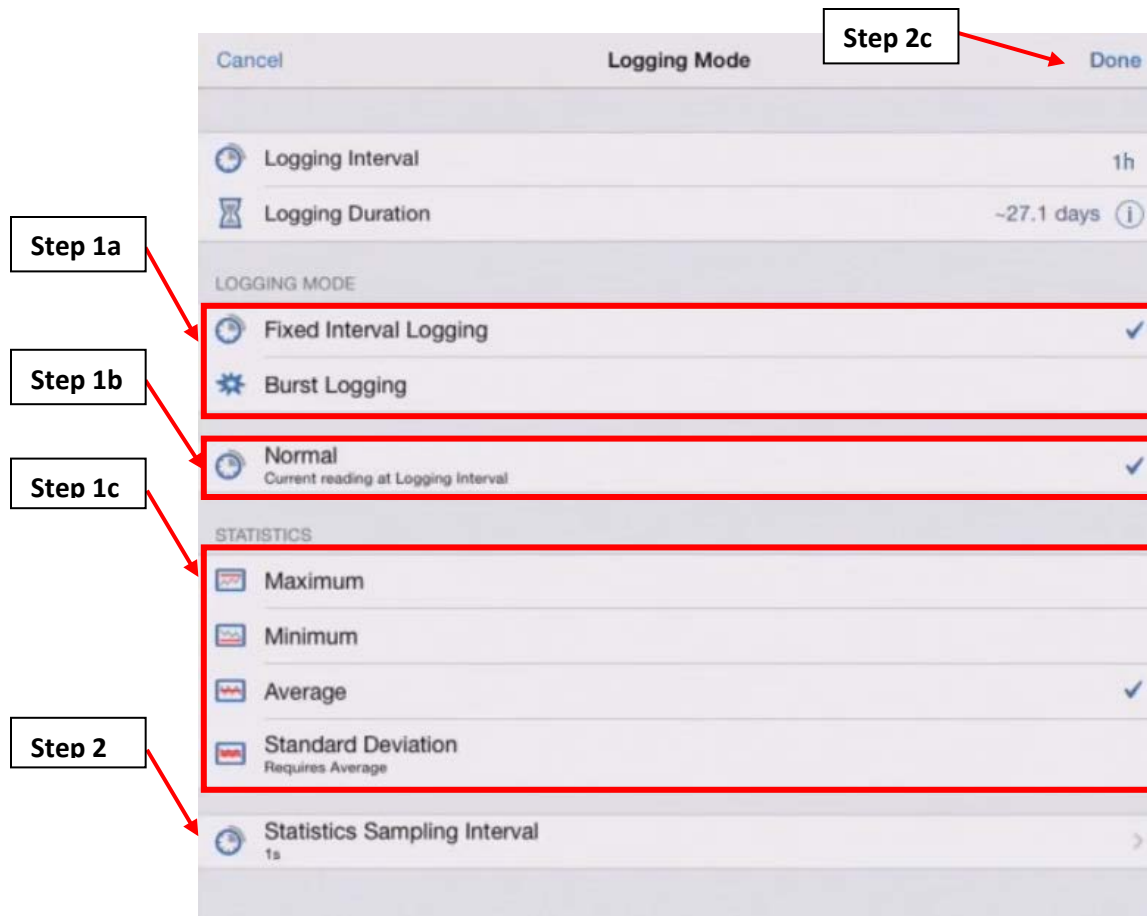 Step 2c
Cancel
Logging Mode
Done
Logging Interval
1h
Logging Duration
~27.1 days
Step 1a
LOGGING MODE
Fixed Interval Logging
Step 1b
Burst Logging
Normal
Current reading at Logging Interval
Step 1c
STATISTICS
Maximum
Minimum
Average
Step 2
Standard Deviation
Requires Average
Statistics Sampling Interval
1s